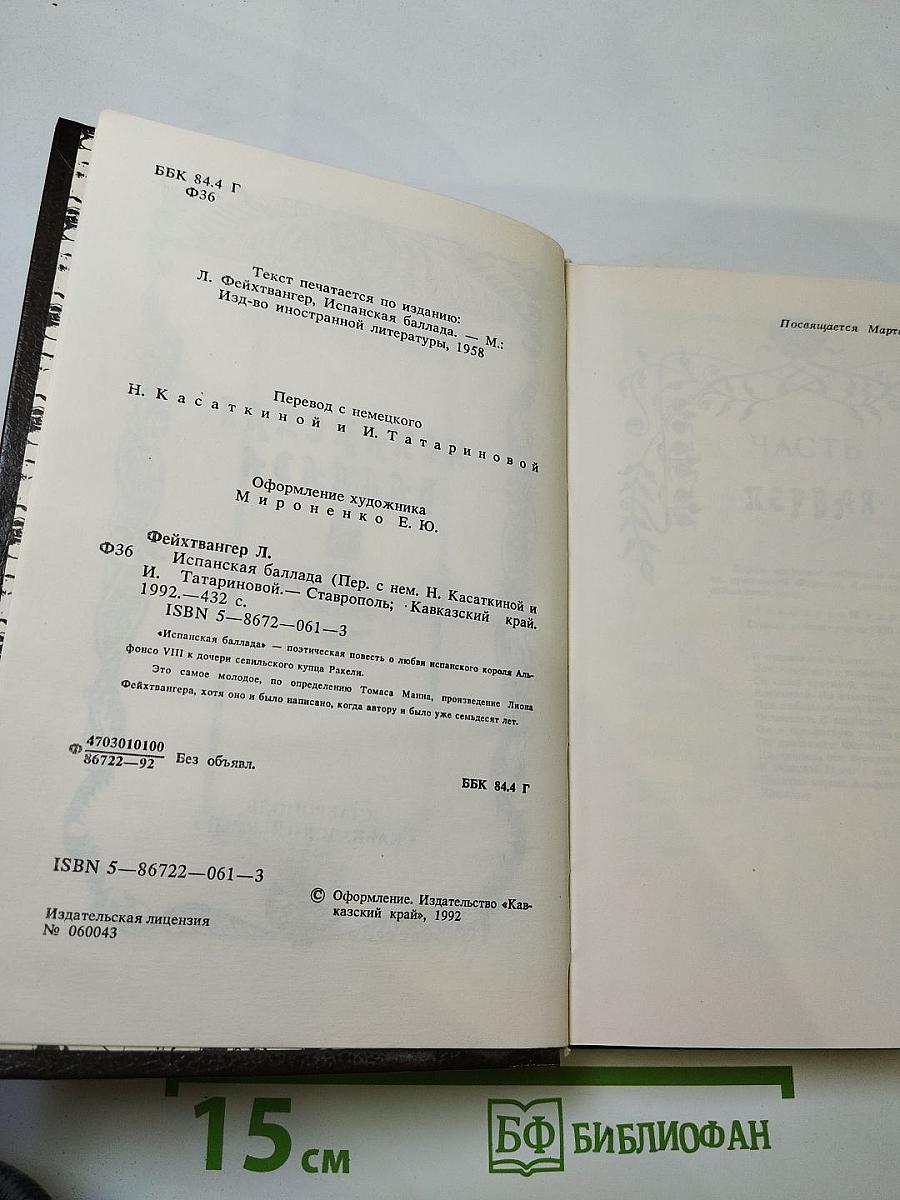 ББК 84.4 Г
Ф36
Текст печатается по изданию:
Л. Фейхтвангер, Испанская баллада. — М.:
Изд-во иностранной литературы, 1958
Перевод с немецкого
Н. Касаткиной и И. Татариновой
Оформление художника
Мироненко Е. Ю.
Фейхтвангер Л.
Ф36 Испанская баллада (Пер. с нем. Н. Касаткиной и
И. Татариновой.— Ставрополь; Кавказский край.
1992.—432 с.
ISBN 5—8672—061—3
«Испанская баллада» — поэтическая повесть о любви испанского короля Аль-
фонсо VIII к дочери севильского купца Ракели.
Это самое молодое, по определению Томаса Манна, произведение Лиона
Фейхтвангера, хотя оно и было написано, когда автору и было уже семьдесят лет.
Ф 4703010100
86722—92 Без объявл.
ББК 84.4 Г
ISBN 5—86722—061—3
© Оформление. Издательство «Кав-
казский край», 1992
Издательская лицензия
№ 060043
Посвящается
ЧАСТЬ
15 см
БФ БИБЛИОФАН